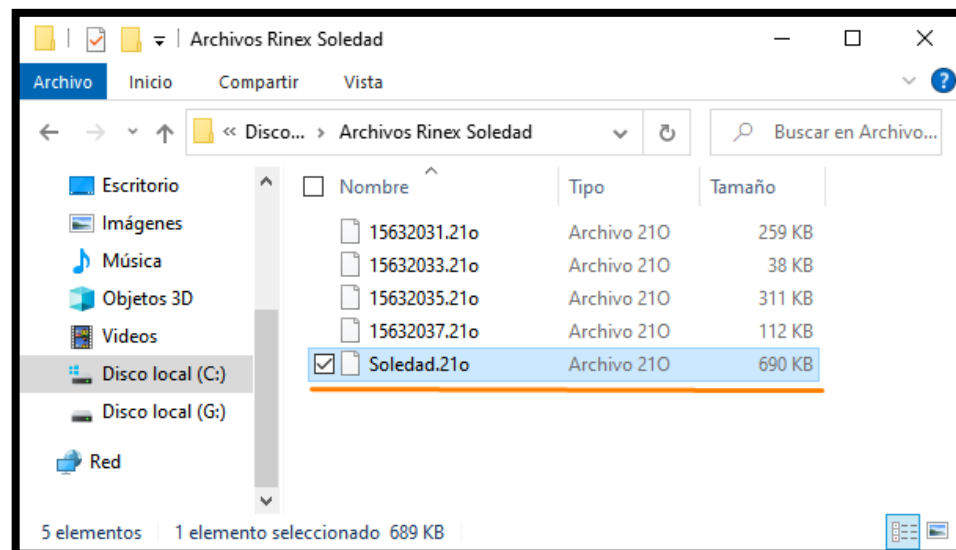 Archivos Rinex Soledad
Archivo Inicio Compartir Vista
« Disco... › Archivos Rinex Soledad Buscar en Archivo...
Escritorio
Imágenes
Música
Objetos 3D
Videos
Disco local (C:)
Disco local (G:)
Red
Nombre Tipo Tamaño
15632031.21o Archivo 21O 259 KB
15632033.21o Archivo 21O 38 KB
15632035.21o Archivo 21O 311 KB
15632037.21o Archivo 21O 112 KB
Soledad.21o Archivo 21O 690 KB
5 elementos 1 elemento seleccionado 689 KB